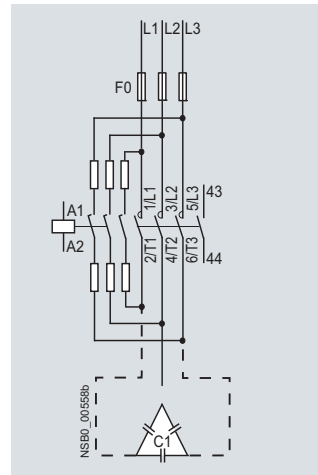 L1 L2 L3
F0
A1
A2
1/L1
3/L2
5/L3
43
2/T1
4/T2
6/T3
44
NSB0_00558b
C1